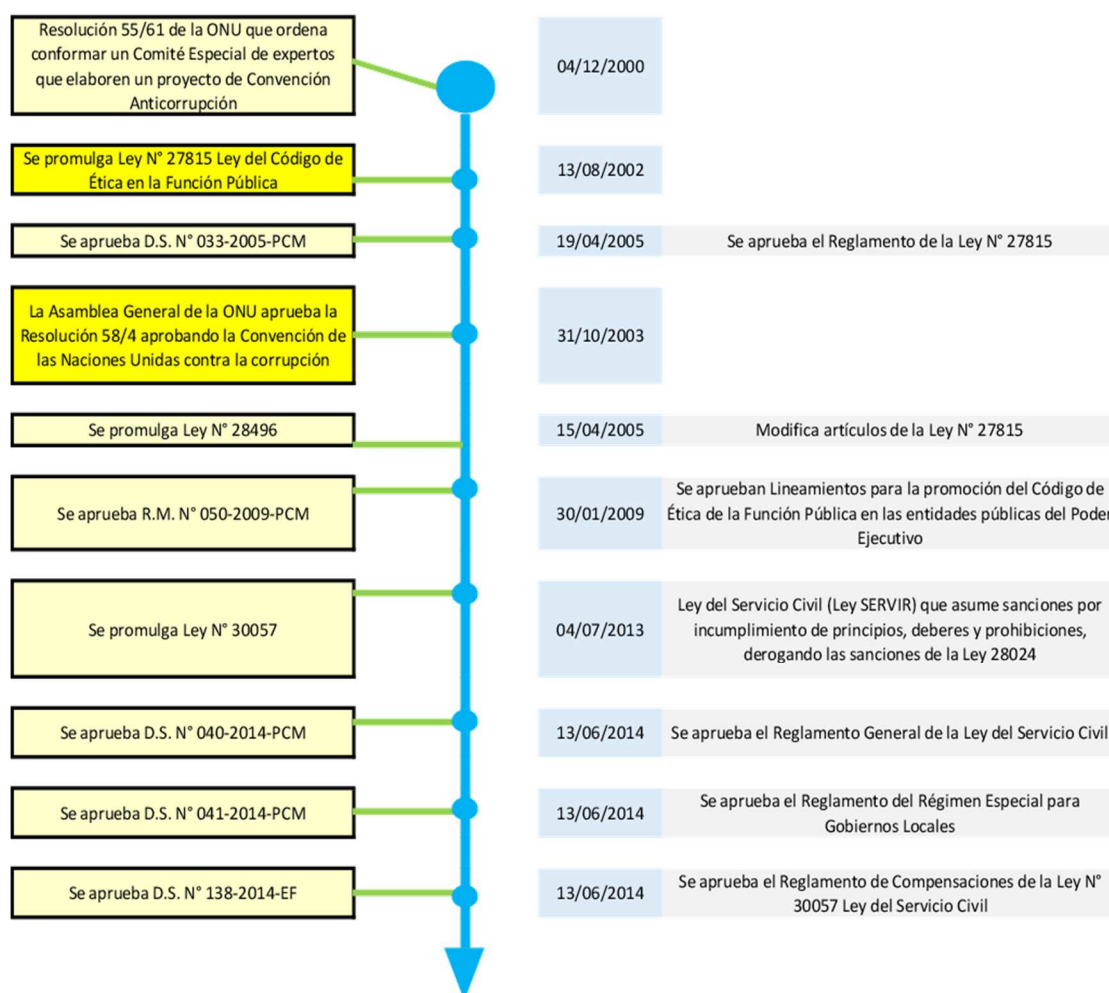 Resolución 55/61 de la ONU que ordena
conformar un Comité Especial de expertos
que elaboren un proyecto de Convención
Anticorrupción
04/12/2000
Se promulga Ley N° 27815 Ley del Código de
Ética en la Función Pública
13/08/2002
Se aprueba D.S. N° 033-2005-PCM
19/04/2005
Se aprueba el Reglamento de la Ley N° 27815
La Asamblea General de la ONU aprueba la
Resolución 58/4 aprobando la Convención de
las Naciones Unidas contra la corrupción
31/10/2003
Se promulga Ley N° 28496
15/04/2005
Modifica artículos de la Ley N° 27815
Se aprueba R.M. N° 050-2009-PCM
30/01/2009
Se aprueban Lineamientos para la promoción del Código de
Ética de la Función Pública en las entidades públicas del Poder
Ejecutivo
Se promulga Ley N° 30057
04/07/2013
Ley del Servicio Civil (Ley SERVIR) que asume sanciones por
incumplimiento de principios, deberes y prohibiciones,
derogando las sanciones de la Ley 28024
Se aprueba D.S. N° 040-2014-PCM
13/06/2014
Se aprueba el Reglamento General de la Ley del Servicio Civil
Se aprueba D.S. N° 041-2014-PCM
13/06/2014
Se aprueba el Reglamento del Régimen Especial para
Gobiernos Locales
Se aprueba D.S. N° 138-2014-EF
13/06/2014
Se aprueba el Reglamento de Compensaciones de la Ley N°
30057 Ley del Servicio Civil